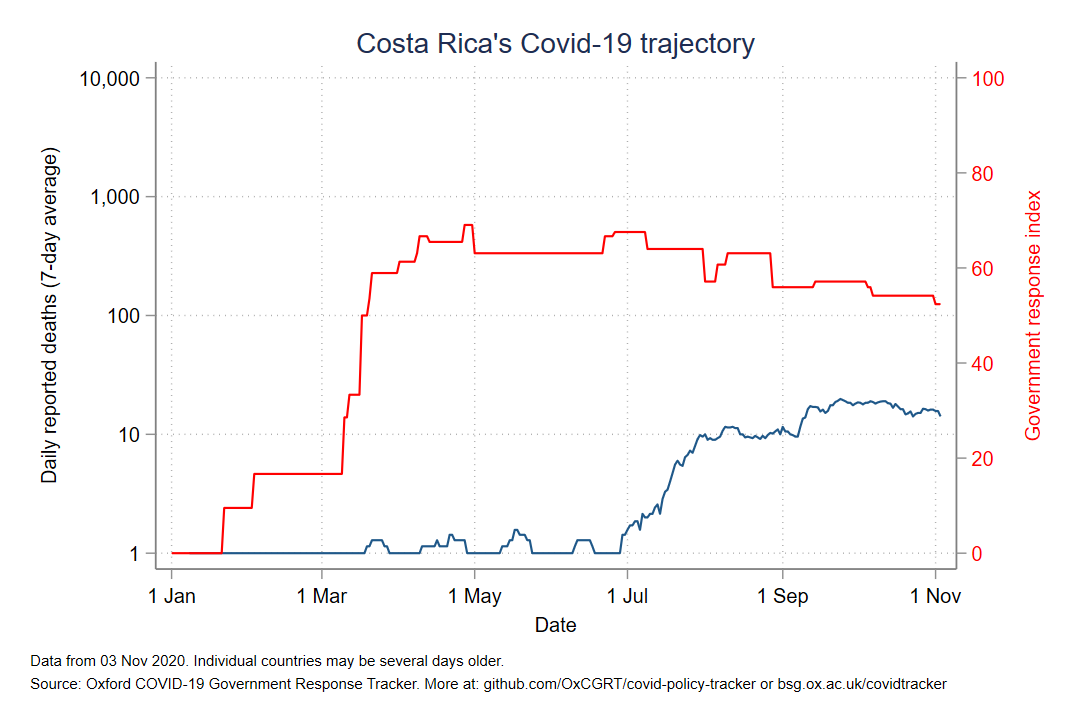 Costa Rica's Covid-19 trajectory
10,000
1,000
100
10
1
Daily reported deaths (7-day average)
100
80
60
40
20
0
Government response index
1 Jan
1 Mar
1 May
1 Jul
1 Sep
1 Nov
Date
Data from 03 Nov 2020. Individual countries may be several days older.
Source: Oxford COVID-19 Government Response Tracker. More at: github.com/OxCGRT/covid-policy-tracker or bsg.ox.ac.uk/covidtracker